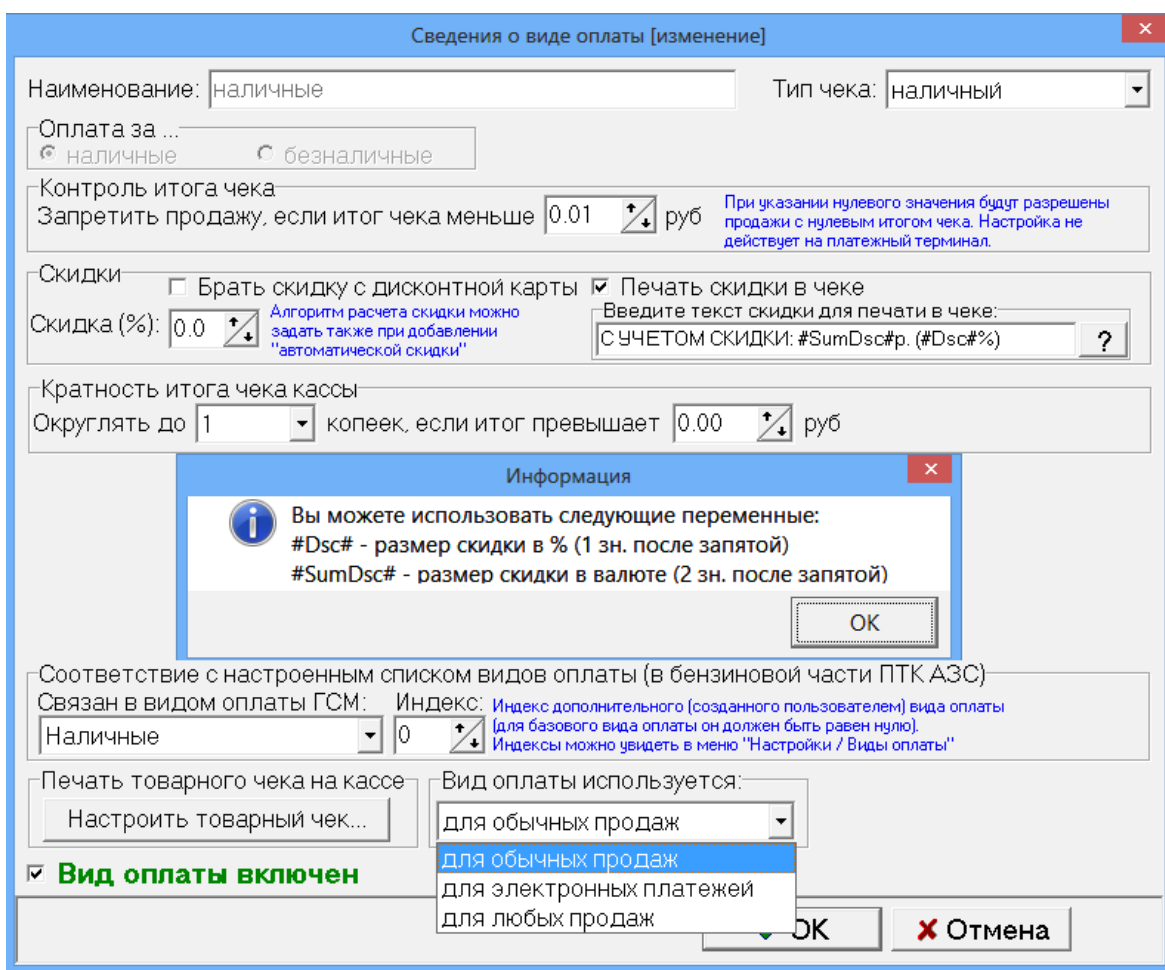 Сведения о виде оплаты [изменение]
Наименование: наличные Тип чека: наличный
Оплата за ...
наличные безналичные
Контроль итога чека
Запретить продажу, если итог чека меньше 0.01 руб
При указании нулевого значения будут разрешены
продажи с нулевым итогом чека. Настройка не
действует на платежный терминал.
Скидки
Брать скидку с дисконтной карты Печать скидки в чеке
Скидка (%): 0.0
Алгоритм расчета скидки можно
задать также при добавлении
"автоматической скидки"
Введите текст скидки для печати в чеке:
С УЧЕТОМ СКИДКИ: #SumDsc#р. (#Dsc#%) ?
Кратность итога чека кассы
Округлять до 1 копеек, если итог превышает 0.00 руб
Информация
Вы можете использовать следующие переменные:
#Dsc# - размер скидки в % (1 зн. после запятой)
#SumDsc# - размер скидки в валюте (2 зн. после запятой)
OK
Соответствие с настроенным списком видов оплаты (в бензиновой части ПТК АЗС)
Связан в видом оплаты ГСМ: Индекс:
Наличные 0
Индекс дополнительного (созданного пользователем) вида оплаты
(для базового вида оплаты он должен быть равен нулю).
Индексы можно увидеть в меню "Настройки / Виды оплаты"
Печать товарного чека на кассе
Настроить товарный чек...
Вид оплаты используется:
для обычных продаж
для обычных продаж
для электронных платежей
для любых продаж
Вид оплаты включен
OK Отмена